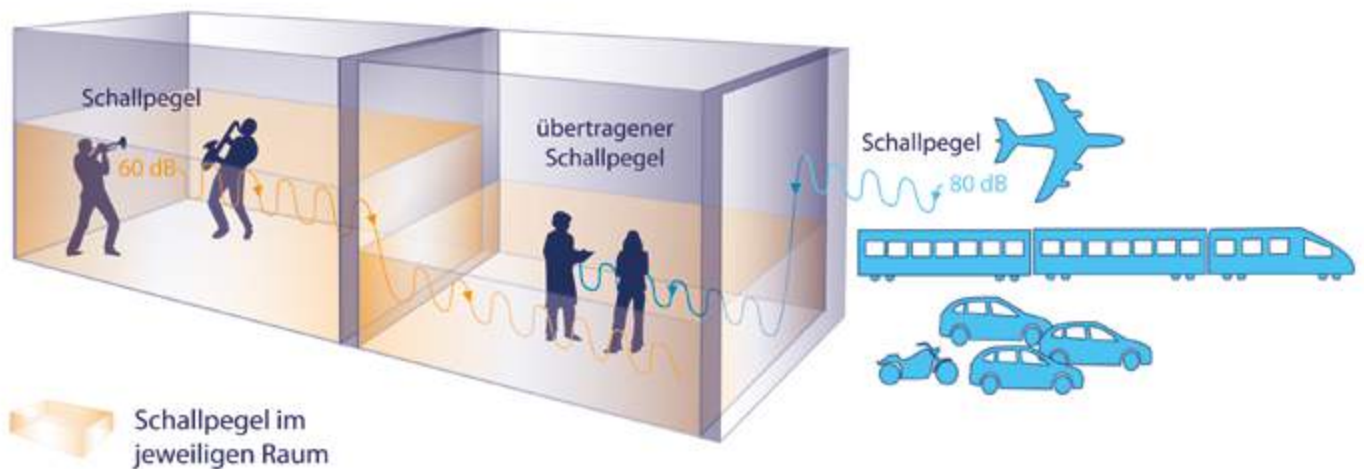 Schallpegel
60 dB
übertragener
Schallpegel
Schallpegel
80 dB
Schallpegel im
jeweiligen Raum